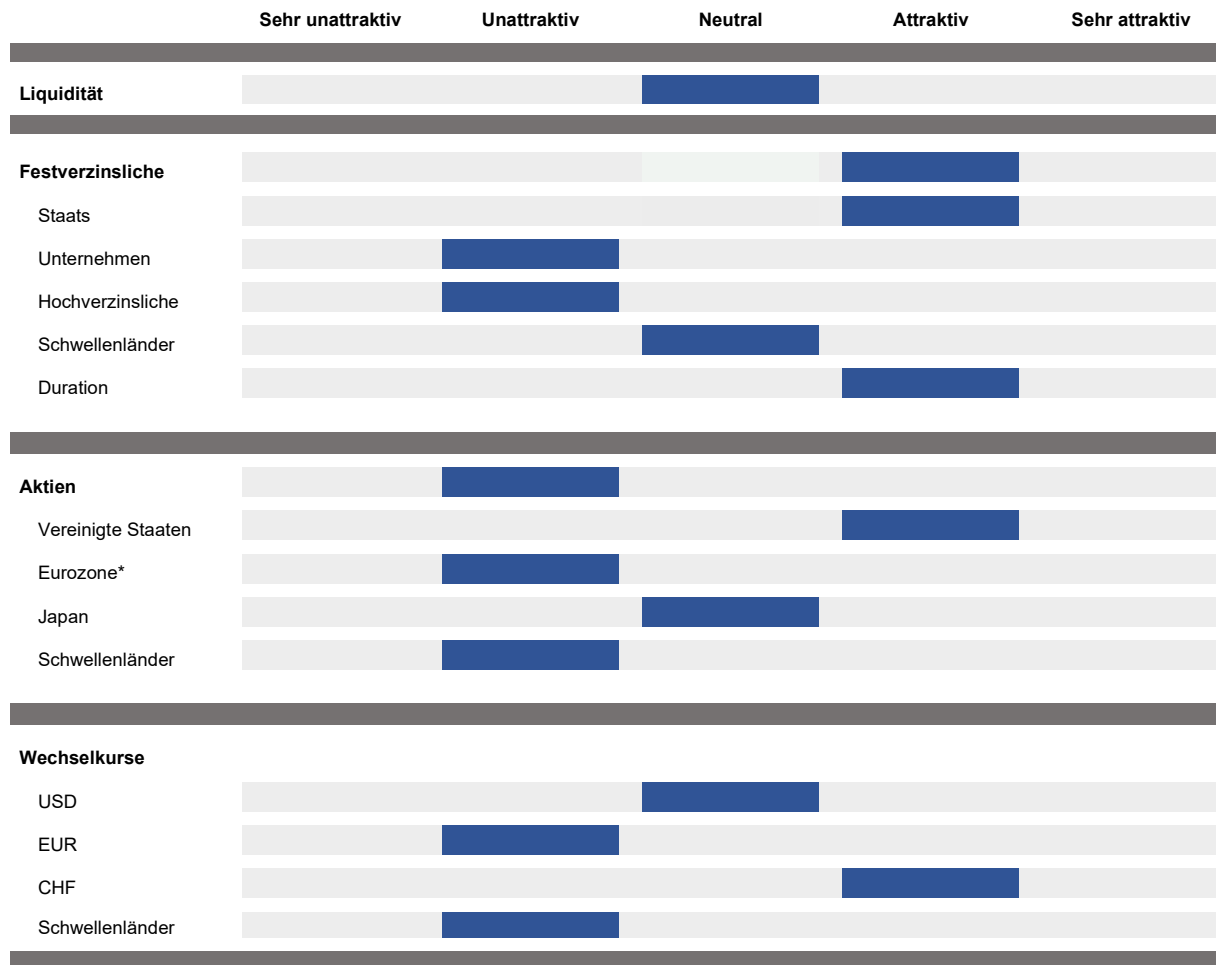 Sehr unattraktiv Unattraktiv Neutral Attraktiv Sehr attraktiv
Liquidität
Festverzinsliche
Staats
Unternehmen
Hochverzinsliche
Schwellenländer
Duration
Aktien
Vereinigte Staaten
Eurozone*
Japan
Schwellenländer
Wechselkurse
USD
EUR
CHF
Schwellenländer